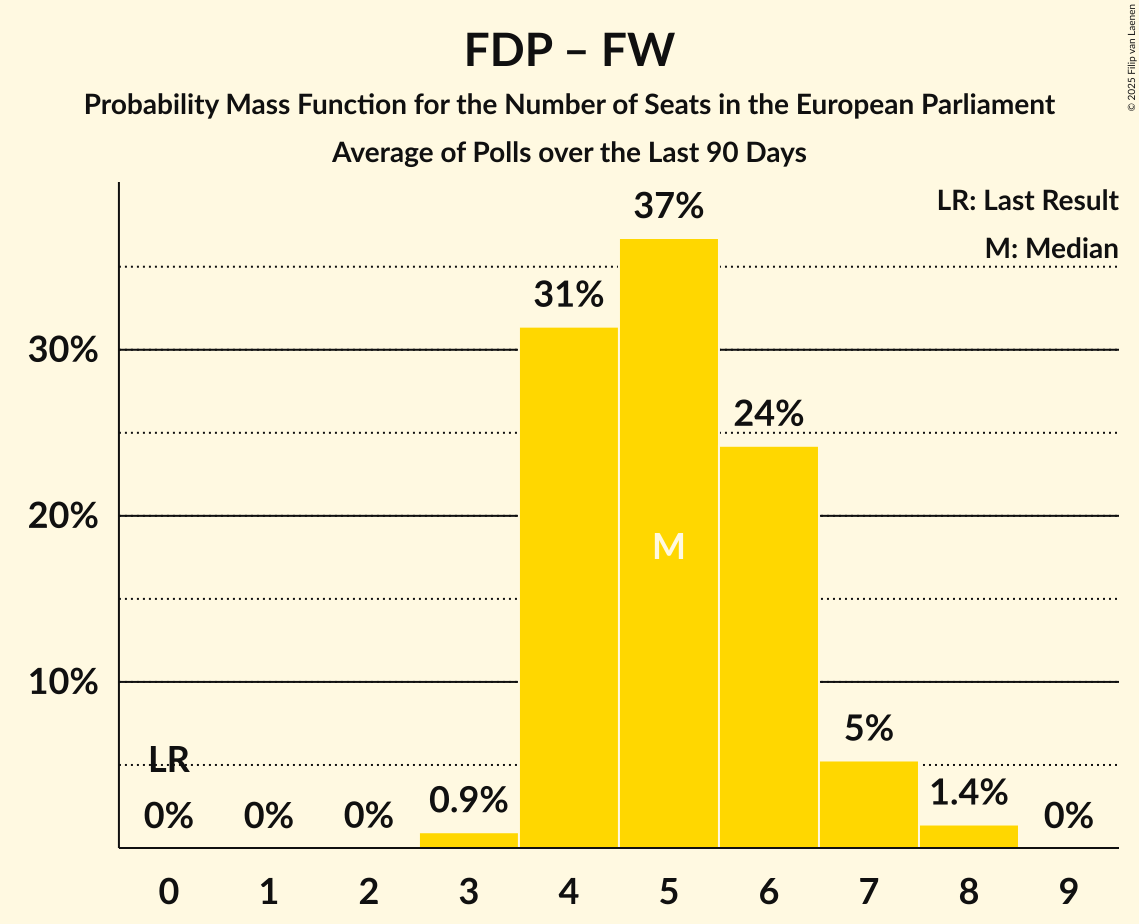 FDP – FW
Probability Mass Function for the Number of Seats in the European Parliament
Average of Polls over the Last 90 Days
© 2025 Filip van Laenen
LR: Last Result
M: Median
37%
31%
30%
24%
20%
M
10%
5%
LR
0%
0%
0%
0.9%
1.4%
0%
0
1
2
3
4
5
6
7
8
9